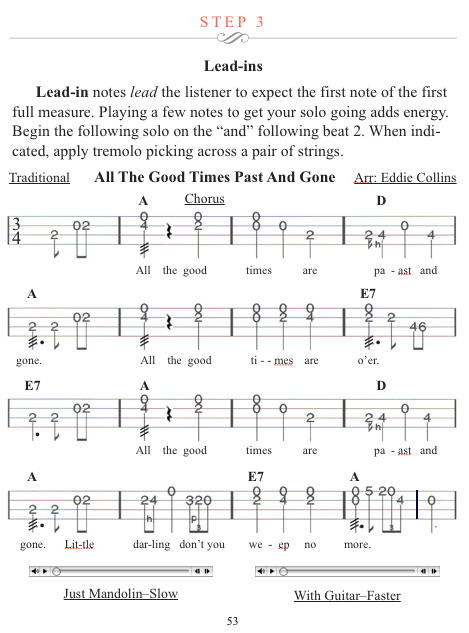 STEP 3
Lead-ins
Lead-in notes lead the listener to expect the first note of the first
full measure. Playing a few notes to get your solo going adds energy.
Begin the following solo on the “and” following beat 2. When indi-
cated, apply tremolo picking across a pair of strings.
Traditional All The Good Times Past And Gone Arr: Eddie Collins
A Chorus D
3 0 0 0 0
4 02 4 2 0 0 2 4 0 4
2 2 h
All the good times are pa - ast and
A E7
02 0 4 0 2 0 2 0 2 0 4 0 2 2
2 2 46
gone. All the good ti - - mes are o’er.
E7 A D
02 0 4 0 2 0 0 0
2 2 2 2 4 h 4
All the good times are pa - ast and
A E7 A
02 24 0 320 0 2 0 4 0 2 0 0 5 20 4 0
2 2 h p 3 3
gone. Lit-tle dar-ling don’t you we - ep no more.
Just Mandolin–Slow With Guitar–Faster
53